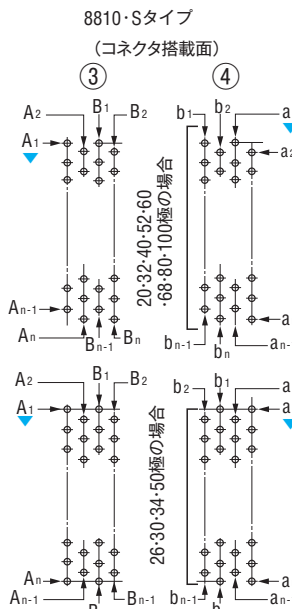 8810·Sタイプ
(コネクタ搭載面)
③ ④
A2 B1 B2 b1 b2 a
A1 a2
20·32·40·52·60
·68·80·100極の場合
An-1 a
An Bn-1 Bn bn-1 bn an-
A2 B1 B2 b2 b1 a
A1 a
26·30·34·50極の場合
An a
An-1 B Bn-1 bn-1 b an-